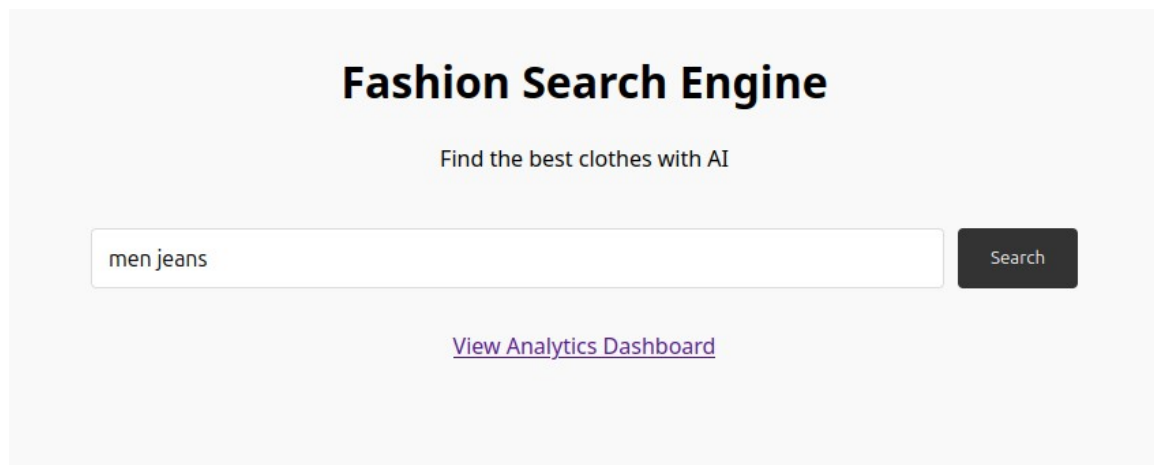 Fashion Search Engine
Find the best clothes with AI
men jeans
Search
View Analytics Dashboard